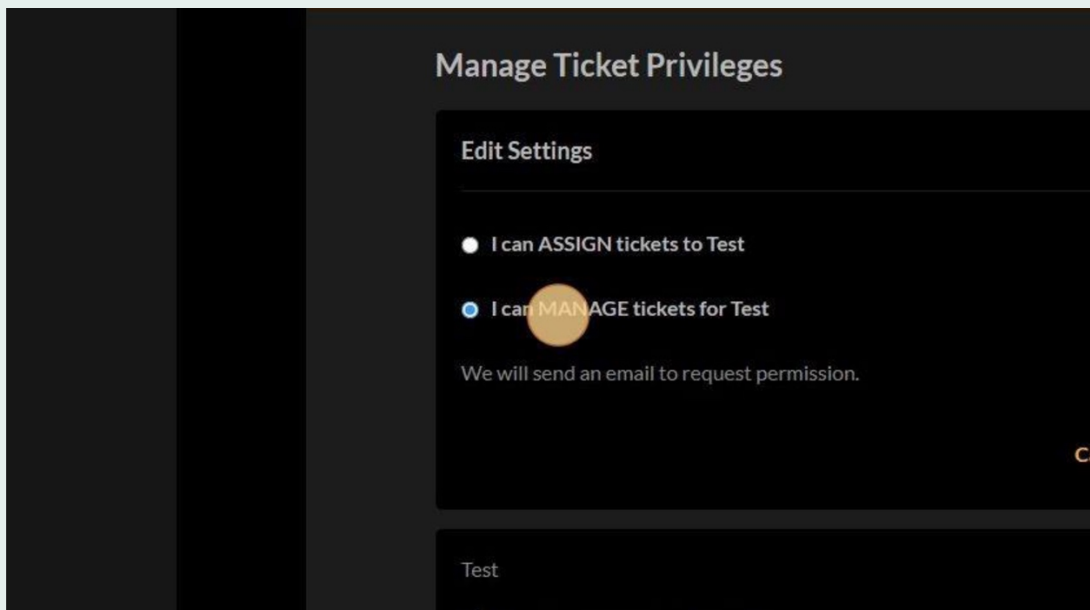 Manage Ticket Privileges
Edit Settings
I can ASSIGN tickets to Test
I can MANAGE tickets for Test
We will send an email to request permission.
Test